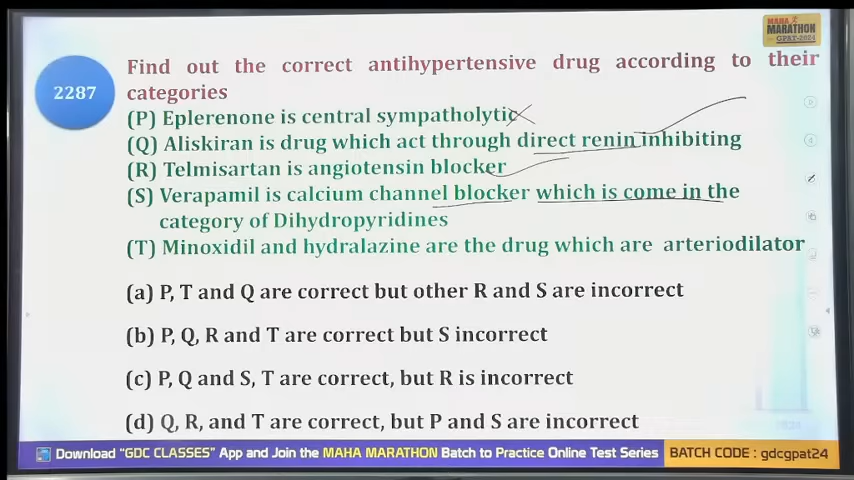 MAHA
MARATHON
GPAT-2024
2287
Find out the correct antihypertensive drug according to their
categories
(P) Eplerenone is central sympatholytic
(Q) Aliskiran is drug which act through direct renin inhibiting
(R) Telmisartan is angiotensin blocker
(S) Verapamil is calcium channel blocker which is come in the
category of Dihydropyridines
(T) Minoxidil and hydralazine are the drug which are arteriodilator
(a) P, T and Q are correct but other R and S are incorrect
(b) P, Q, R and T are correct but S incorrect
(c) P, Q and S, T are correct, but R is incorrect
(d) Q, R, and T are correct, but P and S are incorrect
Download "GDC CLASSES" App and Join the MAHA MARATHON Batch to Practice Online Test Series BATCH CODE : gdcgpat24